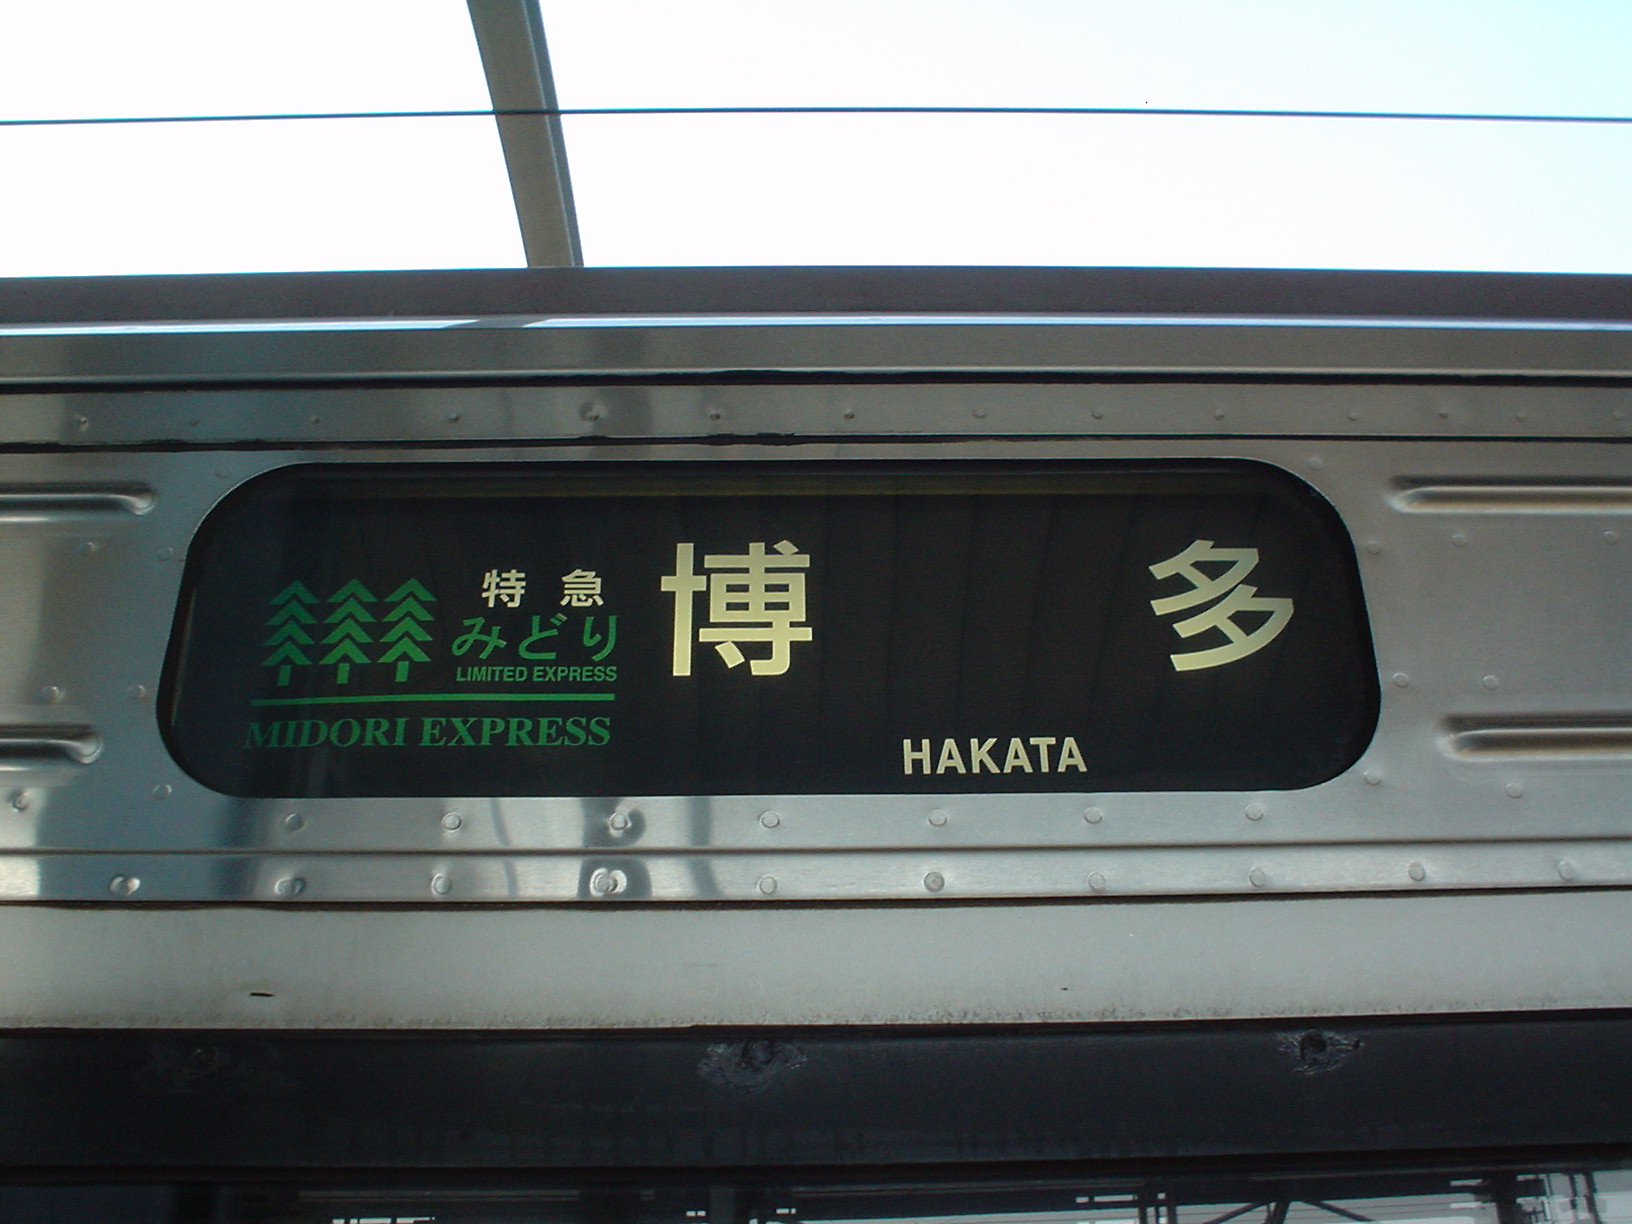 特急
みどり
LIMITED EXPRESS
MIDORI EXPRESS
博多
HAKATA